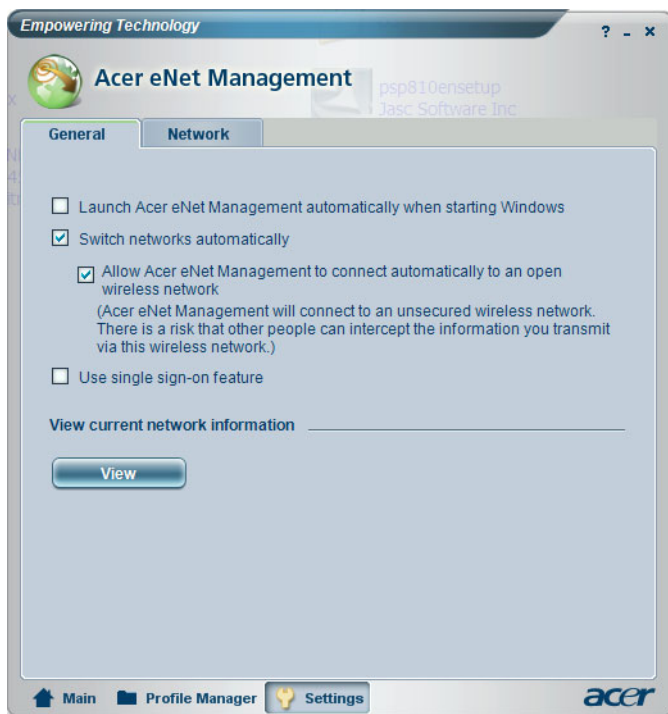 Empowering Technology
? - x
Acer eNet Management
psp810ensetup
Jasc Software Inc
General
Network
Launch Acer eNet Management automatically when starting Windows
Switch networks automatically
Allow Acer eNet Management to connect automatically to an open
wireless network
(Acer eNet Management will connect to an unsecured wireless network.
There is a risk that other people can intercept the information you transmit
via this wireless network.)
Use single sign-on feature
View current network information
View
Main
Profile Manager
Settings
acer